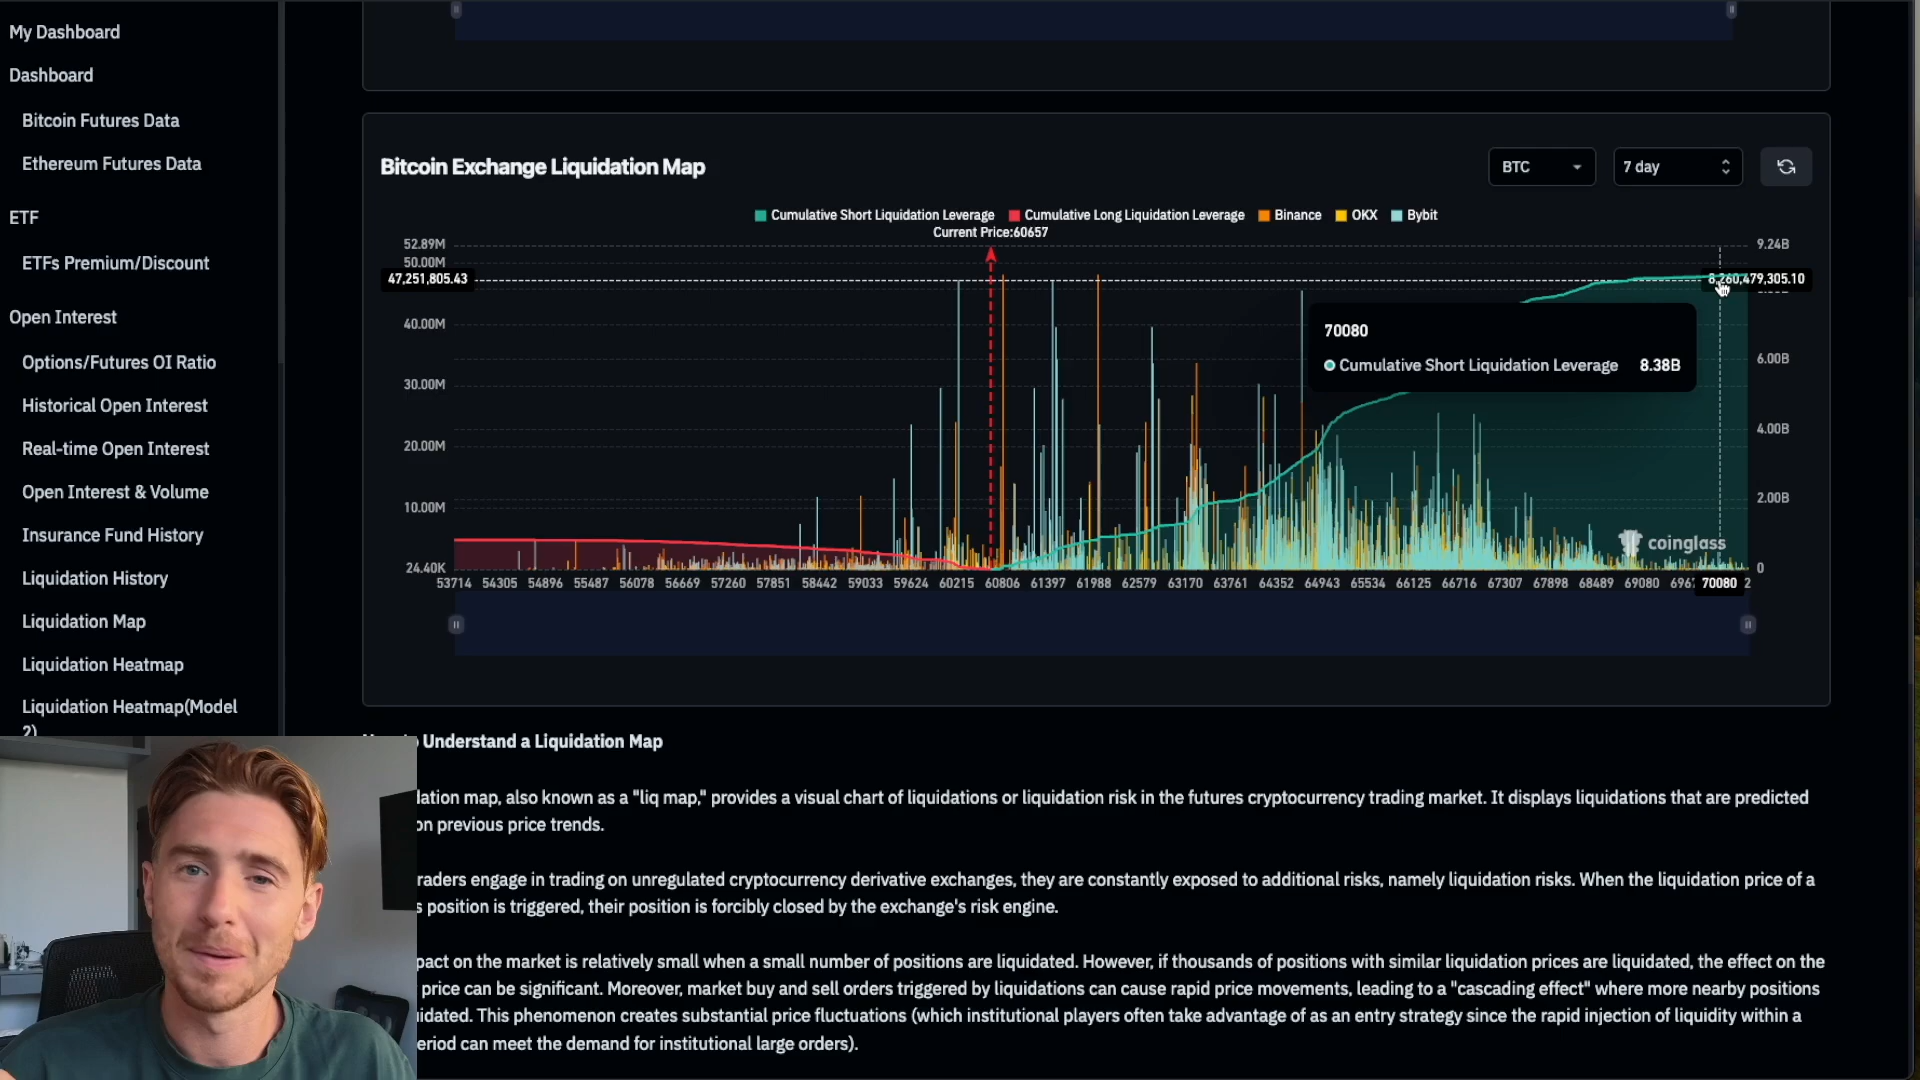 My Dashboard
Dashboard
Bitcoin Futures Data
Ethereum Futures Data
ETF
ETFs Premium/Discount
Open Interest
Options/Futures OI Ratio
Historical Open Interest
Real-time Open Interest
Open Interest & Volume
Insurance Fund History
Liquidation History
Liquidation Map
Liquidation Heatmap
Liquidation Heatmap(Model
2)
Bitcoin Exchange Liquidation Map
BTC
7 day
Cumulative Short Liquidation Leverage Cumulative Long Liquidation Leverage Binance OKX Bybit
Current Price:60657
52.89M
50.00M
47,251,805.43
40.00M
30.00M
20.00M
10.00M
24.40K
9.24B
8,260,479,305.10
6.00B
4.00B
2.00B
0
70080
Cumulative Short Liquidation Leverage 8.38B
coinglass
53714 54305 54896 55487 56078 56669 57260 57851 58442 59033 59624 60215 60806 61397 61988 62579 63170 63761 64352 64943 65534 66125 66716 67307 67898 68489 69080 70080
Understand a Liquidation Map
dation map, also known as a "liq map," provides a visual chart of liquidations or liquidation risk in the futures cryptocurrency trading market. It displays liquidations that are predicted
on previous price trends.
raders engage in trading on unregulated cryptocurrency derivative exchanges, they are constantly exposed to additional risks, namely liquidation risks. When the liquidation price of a
s position is triggered, their position is forcibly closed by the exchange's risk engine.
pact on the market is relatively small when a small number of positions are liquidated. However, if thousands of positions with similar liquidation prices are liquidated, the effect on the
price can be significant. Moreover, market buy and sell orders triggered by liquidations can cause rapid price movements, leading to a "cascading effect" where more nearby positions
idated. This phenomenon creates substantial price fluctuations (which institutional players often take advantage of as an entry strategy since the rapid injection of liquidity within a
eriod can meet the demand for institutional large orders).